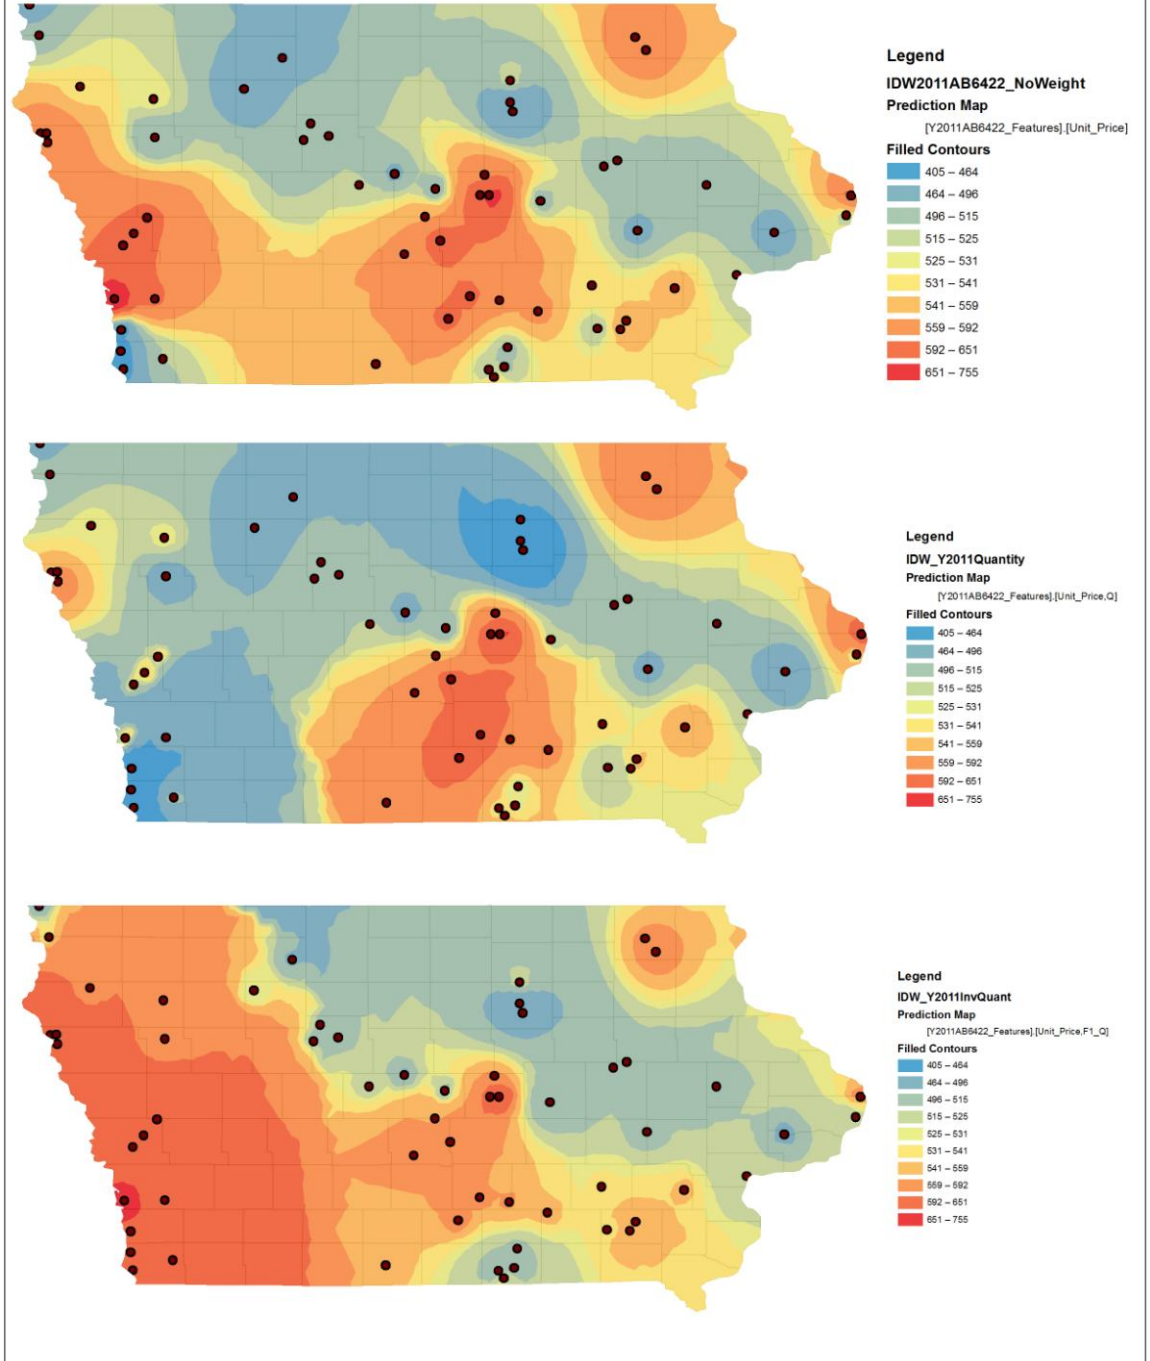 Legend
IDW2011AB6422_NoWeight
Prediction Map
[Y2011AB6422_Features].[Unit_Price]
Filled Contours
405 – 464
464 – 496
496 – 515
515 – 525
525 – 531
531 – 541
541 – 559
559 – 592
592 – 651
651 – 755
Legend
IDW_Y2011Quantity
Prediction Map
[Y2011AB6422_Features].[Unit_Price,Q]
Filled Contours
405 – 464
464 – 496
496 – 515
515 – 525
525 – 531
531 – 541
541 – 559
559 – 592
592 – 651
651 – 755
Legend
IDW_Y2011InvQuant
Prediction Map
[Y2011AB6422_Features].[Unit_Price,F1_Q]
Filled Contours
405 – 464
464 – 496
496 – 515
515 – 525
525 – 531
531 – 541
541 – 559
559 – 592
592 – 651
651 – 755